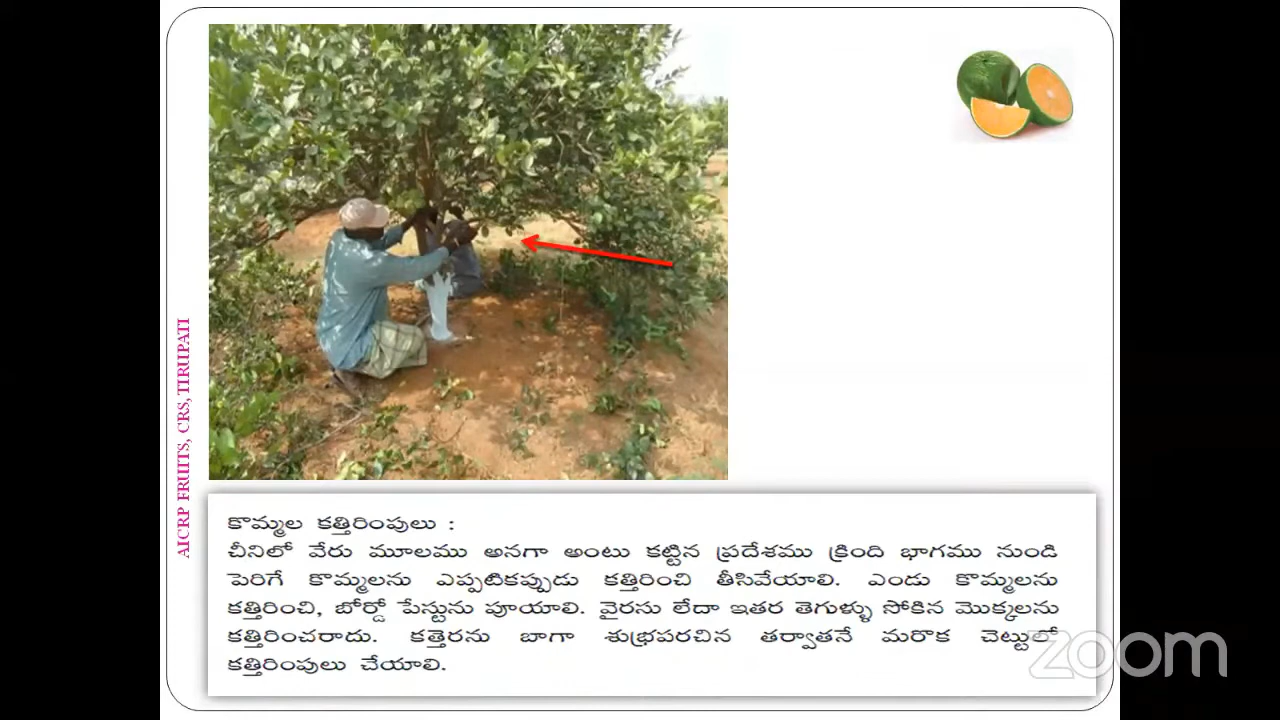 AICRP FRUITS, CRS, TIRUPATI
కొమ్మల కత్తిరింపులు :
చీనిలో వేరు మూలము అనగా అంటు కట్టిన ప్రదేశము క్రింది భాగము నుండి
పెరిగే కొమ్మలను ఎప్పటికప్పుడు కత్తిరించి తీసివేయాలి. ఎండు కొమ్మలను
కత్తిరించి, బోర్డో పేస్టును పూయాలి. వైరసు లేదా ఇతర తెగుళ్ళు సోకిన మొక్కలను
కత్తిరించరాదు. కత్తెరను బాగా శుభ్రపరచిన తర్వాతనే మరొక చెట్టులో
కత్తిరింపులు చేయాలి.
zoom